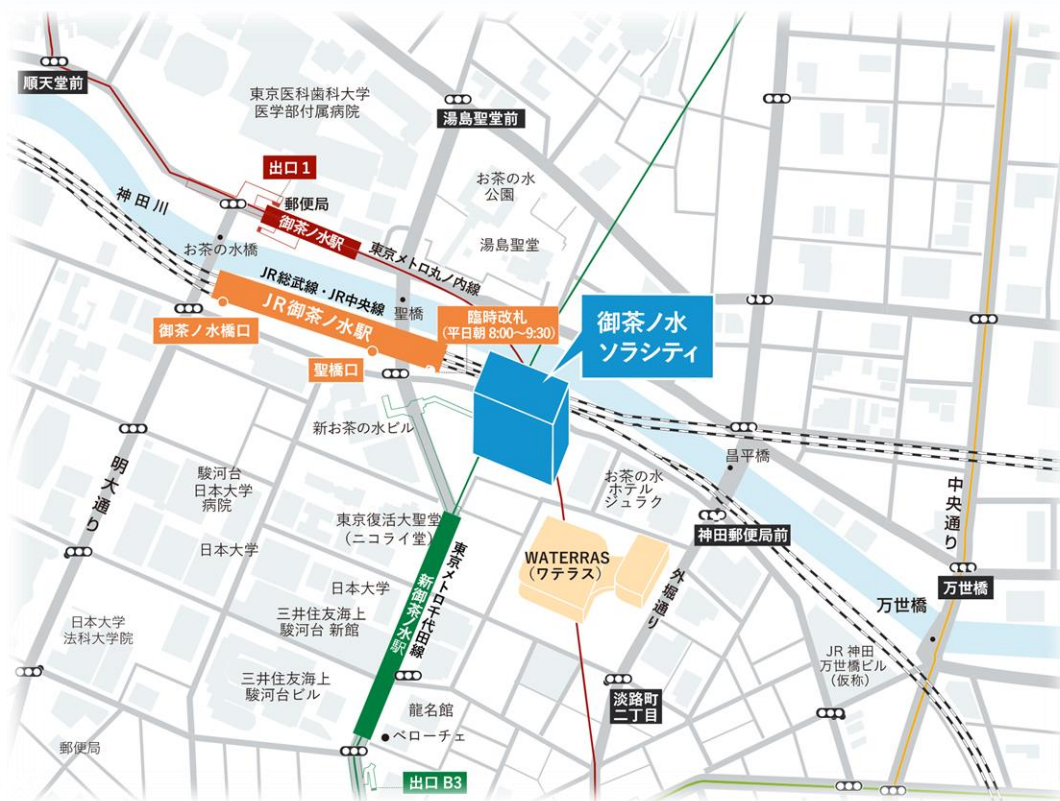 順天堂前
東京医科歯科大学
医学部付属病院
湯島聖堂前
出口 1
郵便局
御茶ノ水駅
お茶の水
公園
湯島聖堂
神田川
お茶の水橋
東京メトロ丸ノ内線
JR総武線・JR中央線
JR御茶ノ水駅
聖橋
臨時改札
(平日朝 8:00〜9:30)
御茶ノ水
ソラシティ
御茶ノ水橋口
聖橋口
新お茶の水ビル
昌平橋
お茶の水
ホテル
ジュラク
明大通り
駿河台
日本大学
病院
中央通り
東京復活大聖堂
(ニコライ堂)
神田郵便局前
日本大学
WATERRAS
(ワテラス)
外堀通り
東京メトロ千代田線
新御茶ノ水駅
日本大学
万世橋
万世橋
三井住友海上
駿河台 新館
日本大学
法科大学院
JR 神田
万世橋ビル
(仮称)
三井住友海上
駿河台ビル
淡路町
二丁目
龍名館
ベローチェ
郵便局
出口 B3